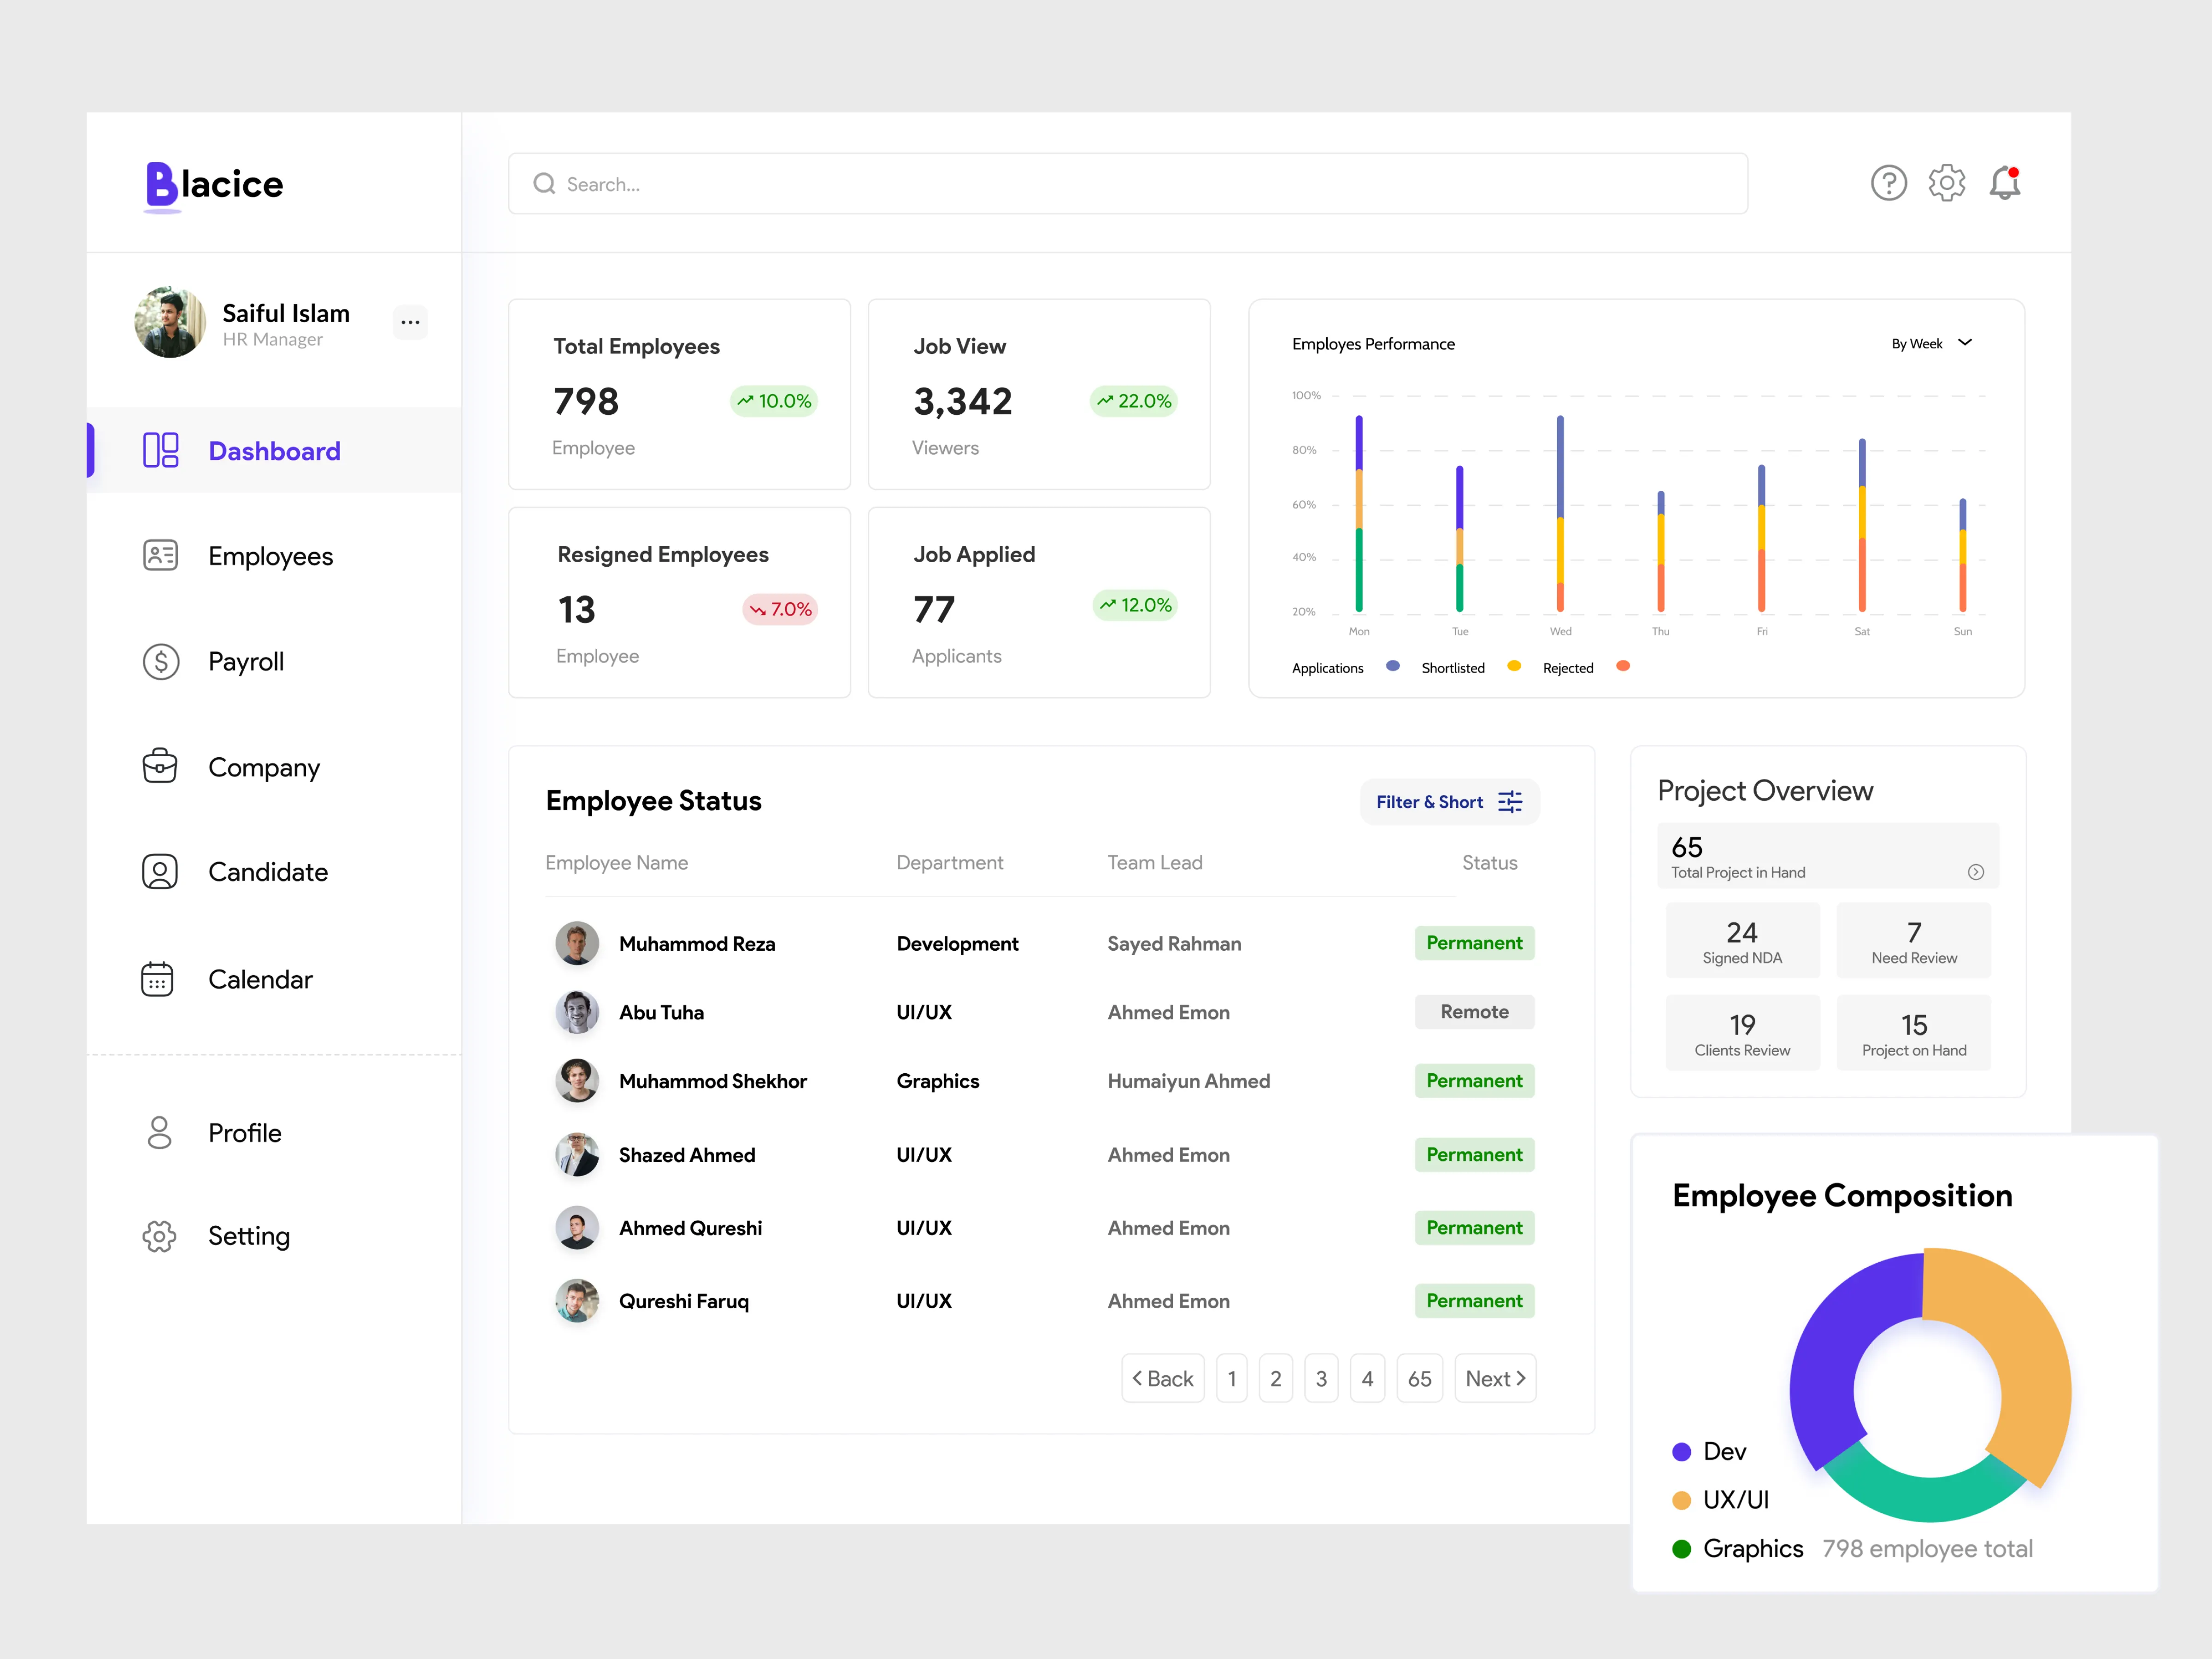 Blacice
Search...
Saiful Islam
HR Manager
Dashboard
Employees
Payroll
Company
Candidate
Calendar
Profile
Setting
Total Employees
798
10.0%
Employee
Job View
3,342
22.0%
Viewers
Resigned Employees
13
7.0%
Employee
Job Applied
77
12.0%
Applicants
Employes Performance
By Week
100%
80%
60%
40%
20%
Mon Tue Wed Thu Fri Sat Sun
Applications Shortlisted Rejected
Employee Status
Filter & Short
Employee Name Department Team Lead Status
Muhammod Reza Development Sayed Rahman Permanent
Abu Tuha UI/UX Ahmed Emon Remote
Muhammod Shekhor Graphics Humaiyun Ahmed Permanent
Shazed Ahmed UI/UX Ahmed Emon Permanent
Ahmed Qureshi UI/UX Ahmed Emon Permanent
Qureshi Faruq UI/UX Ahmed Emon Permanent
Back 1 2 3 4 65 Next
Project Overview
65
Total Project in Hand
24
Signed NDA
7
Need Review
19
Clients Review
15
Project on Hand
Employee Composition
Dev
UX/UI
Graphics
798 employee total